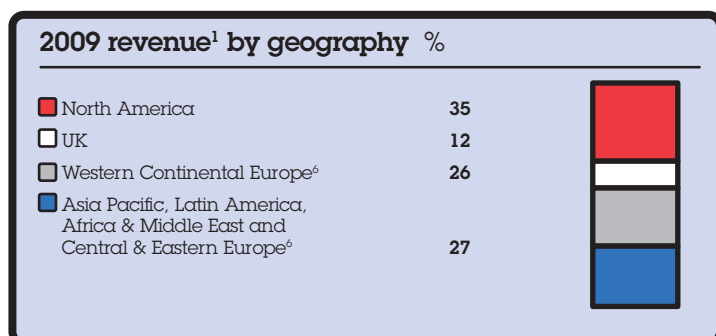 2009 revenue¹ by geography %
North America 35
UK 12
Western Continental Europe⁶ 26
Asia Pacific, Latin America,
Africa & Middle East and
Central & Eastern Europe⁶ 27